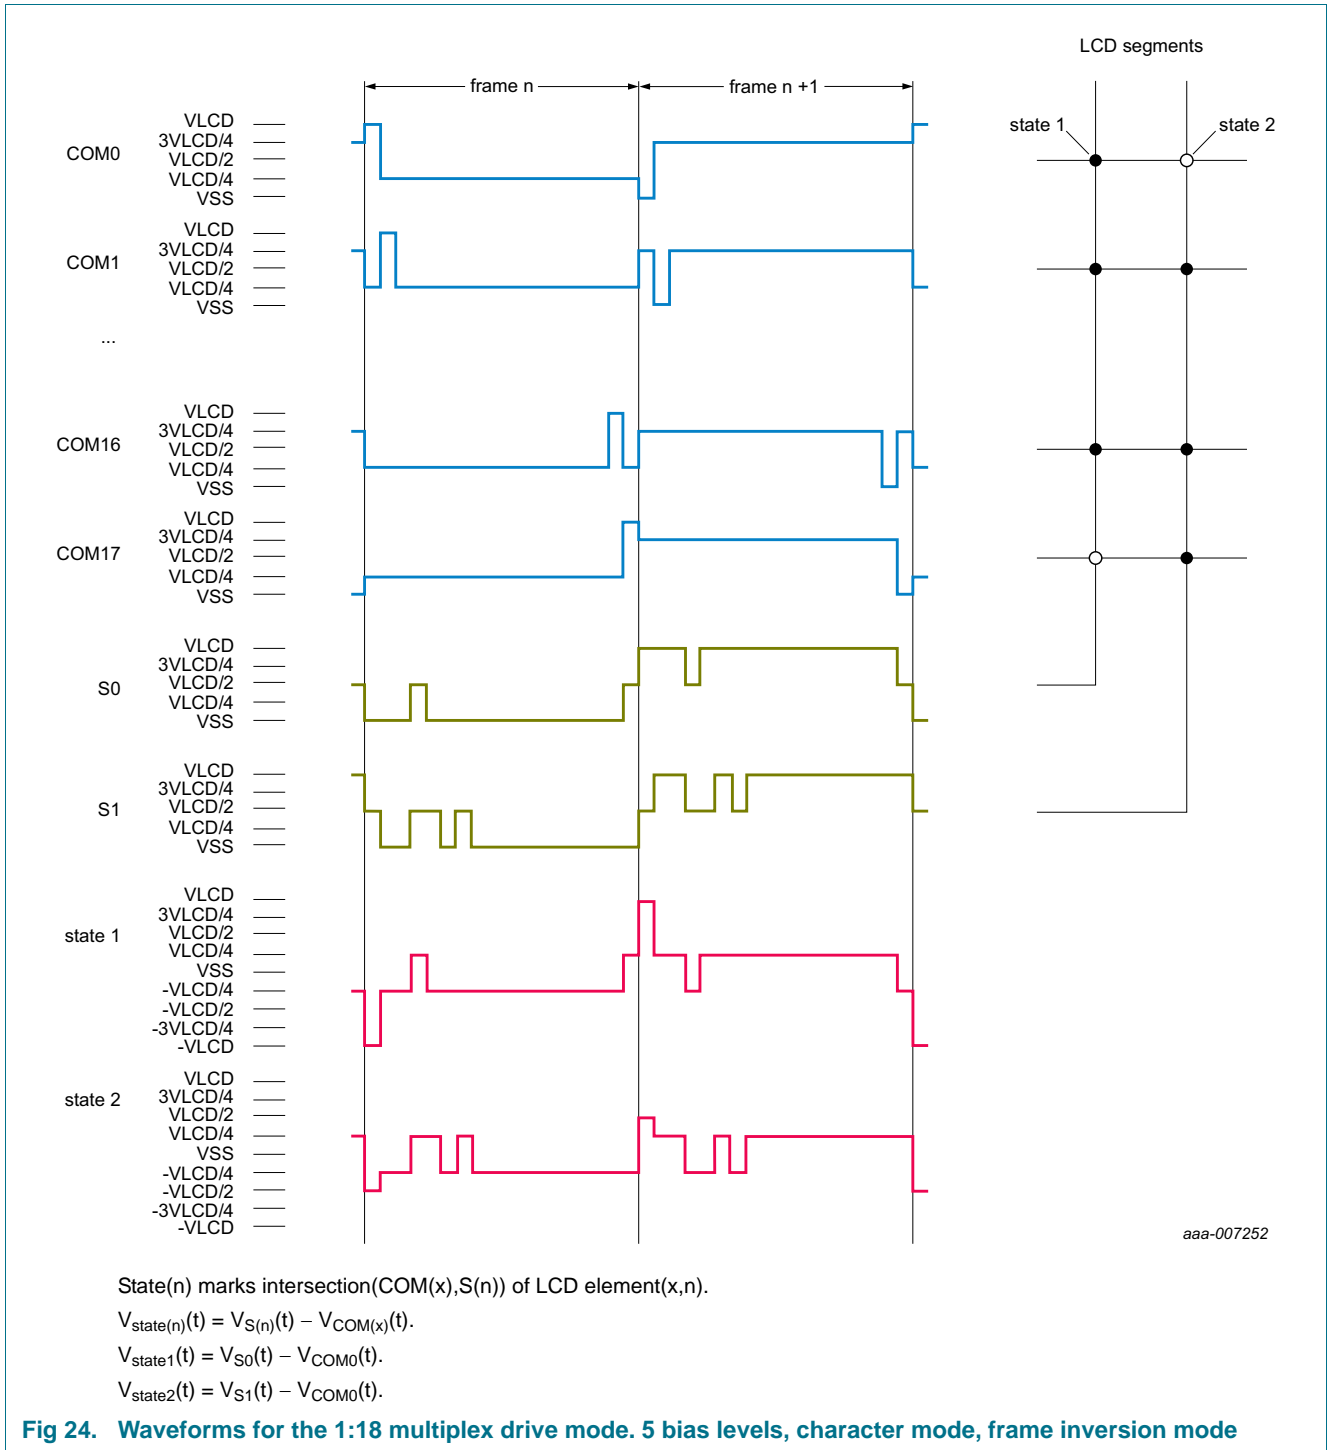 LCD segments
frame n
frame n +1
state 1
state 2
COM0
VLCD
3VLCD/4
VLCD/2
VLCD/4
VSS
COM1
VLCD
3VLCD/4
VLCD/2
VLCD/4
VSS
...
COM16
VLCD
3VLCD/4
VLCD/2
VLCD/4
VSS
COM17
VLCD
3VLCD/4
VLCD/2
VLCD/4
VSS
S0
VLCD
3VLCD/4
VLCD/2
VLCD/4
VSS
S1
VLCD
3VLCD/4
VLCD/2
VLCD/4
VSS
state 1
VLCD
3VLCD/4
VLCD/2
VLCD/4
VSS
-VLCD/4
-VLCD/2
-3VLCD/4
-VLCD
state 2
VLCD
3VLCD/4
VLCD/2
VLCD/4
VSS
-VLCD/4
-VLCD/2
-3VLCD/4
-VLCD
aaa-007252
State(n) marks intersection(COM(x),S(n)) of LCD element(x,n).
Vstate(n)(t) = VS(n)(t) − VCOM(x)(t).
Vstate1(t) = VS0(t) − VCOM0(t).
Vstate2(t) = VS1(t) − VCOM0(t).
Fig 24. Waveforms for the 1:18 multiplex drive mode. 5 bias levels, character mode, frame inversion mode